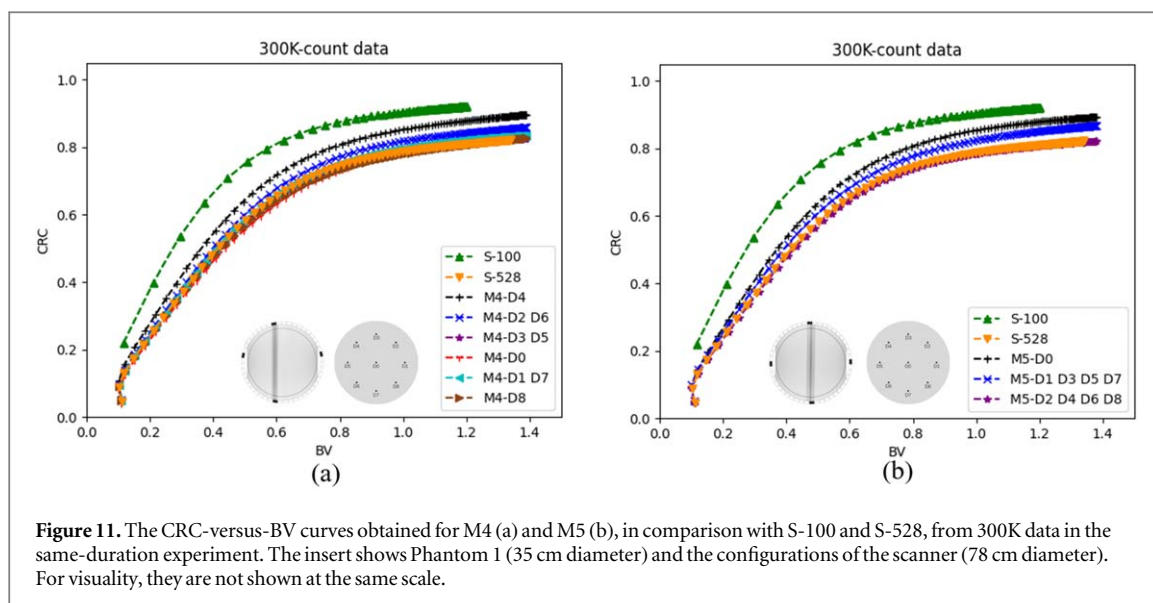 300K-count data
CRC
1.0
0.8
0.6
0.4
0.2
0.0
0.0 0.2 0.4 0.6 0.8 1.0 1.2 1.4
BV
S-100
S-528
M4-D4
M4-D2 D6
M4-D3 D5
M4-D0
M4-D1 D7
M4-D8
(a)
300K-count data
CRC
1.0
0.8
0.6
0.4
0.2
0.0
0.0 0.2 0.4 0.6 0.8 1.0 1.2 1.4
BV
S-100
S-528
M5-D0
M5-D1 D3 D5 D7
M5-D2 D4 D6 D8
(b)
Figure 11. The CRC-versus-BV curves obtained for M4 (a) and M5 (b), in comparison with S-100 and S-528, from 300K data in the
same-duration experiment. The insert shows Phantom 1 (35 cm diameter) and the configurations of the scanner (78 cm diameter).
For visuality, they are not shown at the same scale.